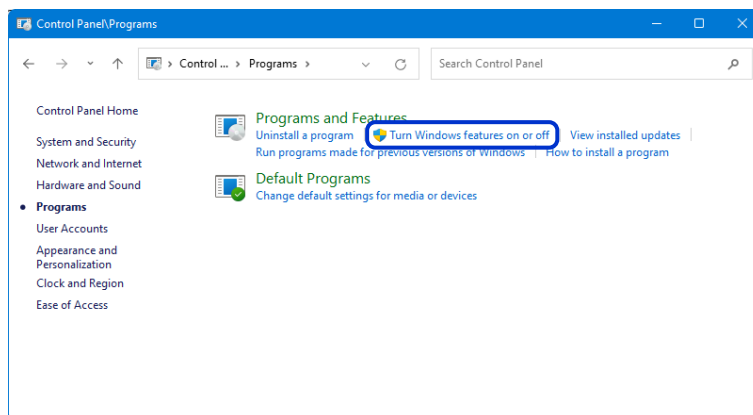 Control Panel\Programs
Control ... › Programs ›
Search Control Panel
Control Panel Home
System and Security
Network and Internet
Hardware and Sound
Programs
User Accounts
Appearance and
Personalization
Clock and Region
Ease of Access
Programs and Features
Uninstall a program Turn Windows features on or off View installed updates
Run programs made for previous versions of Windows How to install a program
Default Programs
Change default settings for media or devices